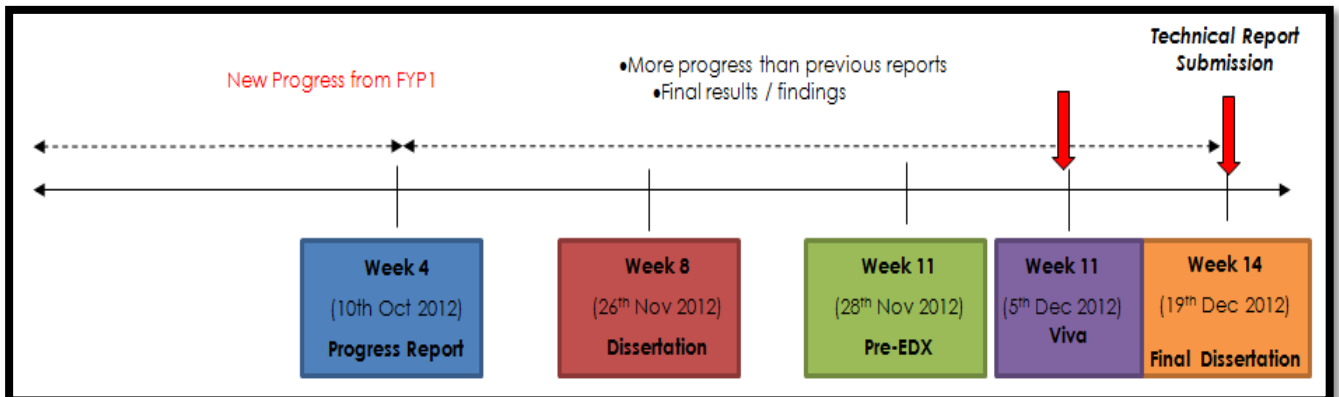 Technical Report
Submission
New Progress from FYP1
•More progress than previous reports
•Final results / findings
Week 4
(10th Oct 2012)
Progress Report
Week 8
(26th Nov 2012)
Dissertation
Week 11
(28th Nov 2012)
Pre-EDX
Week 11
(5th Dec 2012)
Viva
Week 14
(19th Dec 2012)
Final Dissertation